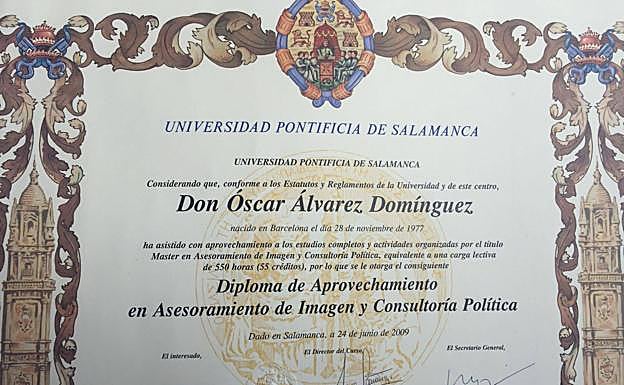 UNIVERSIDAD PONTIFICIA DE SALAMANCA
UNIVERSIDAD PONTIFICIA DE SALAMANCA
Considerando que, conforme a los Estatutos y Reglamentos de la Universidad y de este centro,
Don Óscar Álvarez Domínguez
nacido en Barcelona el día 28 de noviembre de 1977
ha asistido con aprovechamiento a los estudios completos y actividades organizadas por el título
Master en Asesoramiento de Imagen y Consultoría Política, equivalente a una carga lectiva
de 550 horas (55 créditos), por lo que se le otorga el consiguiente
Diploma de Aprovechamiento
en Asesoramiento de Imagen y Consultoría Política
Dado en Salamanca, a 24 de junio de 2009
El interesado, El Director del Curso, El Secretario General,